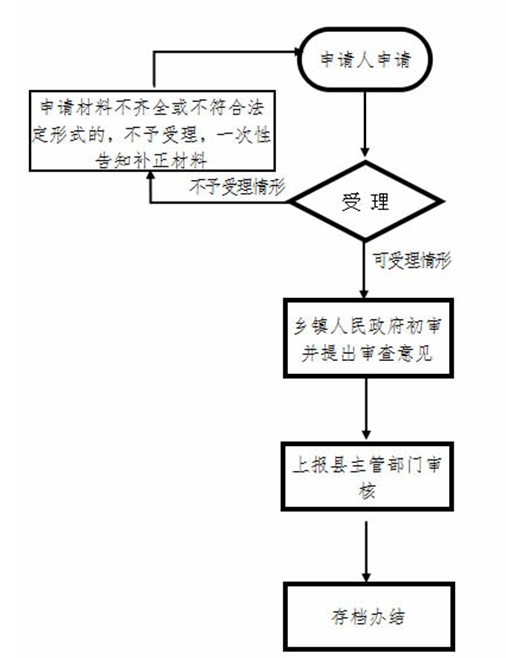 申请人申请
申请材料不齐全或不符合法
定形式的，不予受理，一次性
告知补正材料
不予受理情形
受 理
可受理情形
乡镇人民政府初审
并提出审查意见
上报县主管部门审
核
存档办结